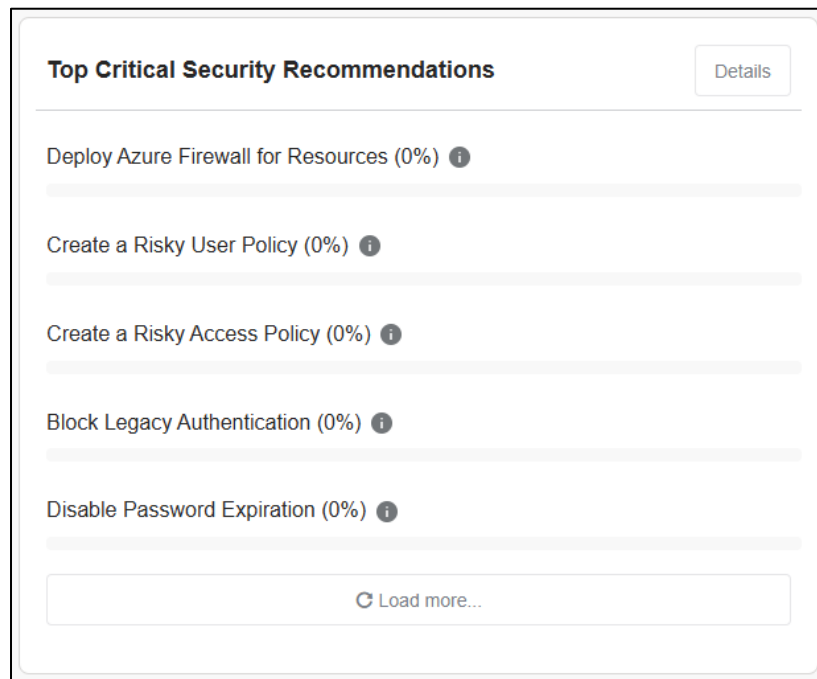 Top Critical Security Recommendations
Details
Deploy Azure Firewall for Resources (0%)
Create a Risky User Policy (0%)
Create a Risky Access Policy (0%)
Block Legacy Authentication (0%)
Disable Password Expiration (0%)
Load more...